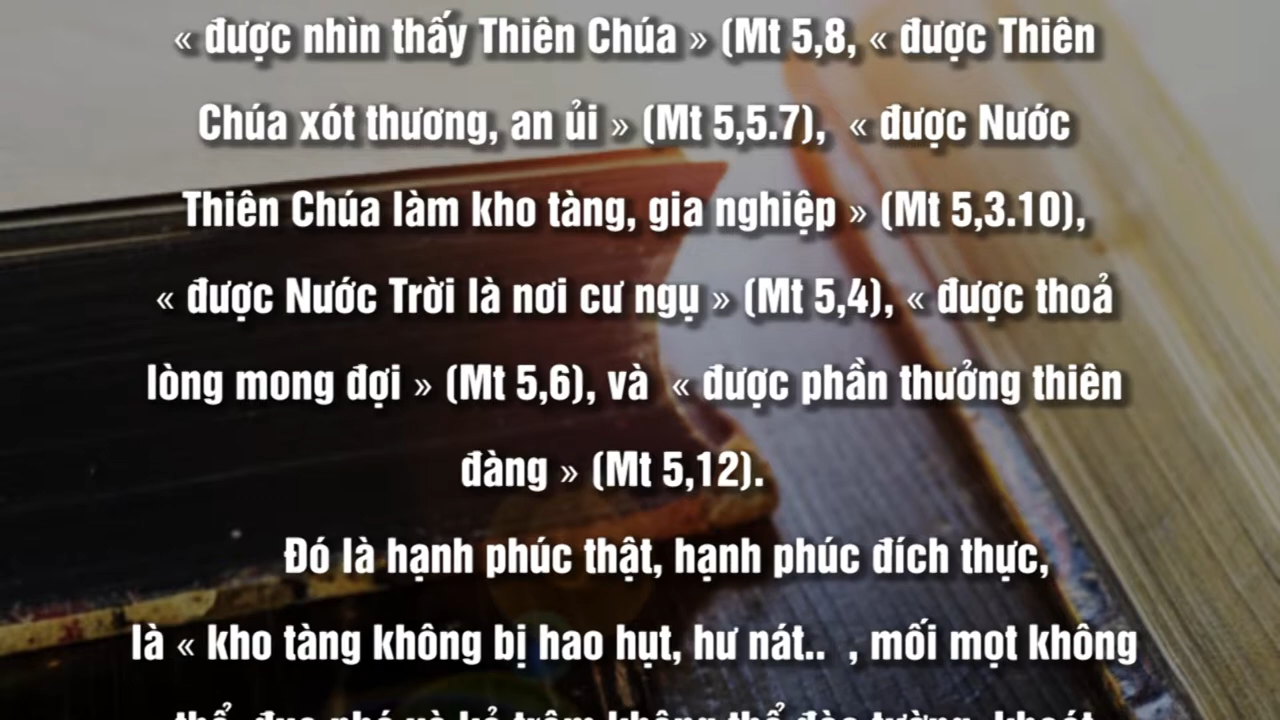 « được nhìn thấy Thiên Chúa » (Mt 5,8, « được Thiên
Chúa xót thương, an ủi » (Mt 5,5.7), « được Nước
Thiên Chúa làm kho tàng, gia nghiệp » (Mt 5,3.10),
« được Nước Trời là nơi cư ngụ » (Mt 5,4), « được thoả
lòng mong đợi » (Mt 5,6), và « được phần thưởng thiên
đàng » (Mt 5,12).
Đó là hạnh phúc thật, hạnh phúc đích thực,
là « kho tàng không bị hao hụt, hư nát.. , mối mọt không